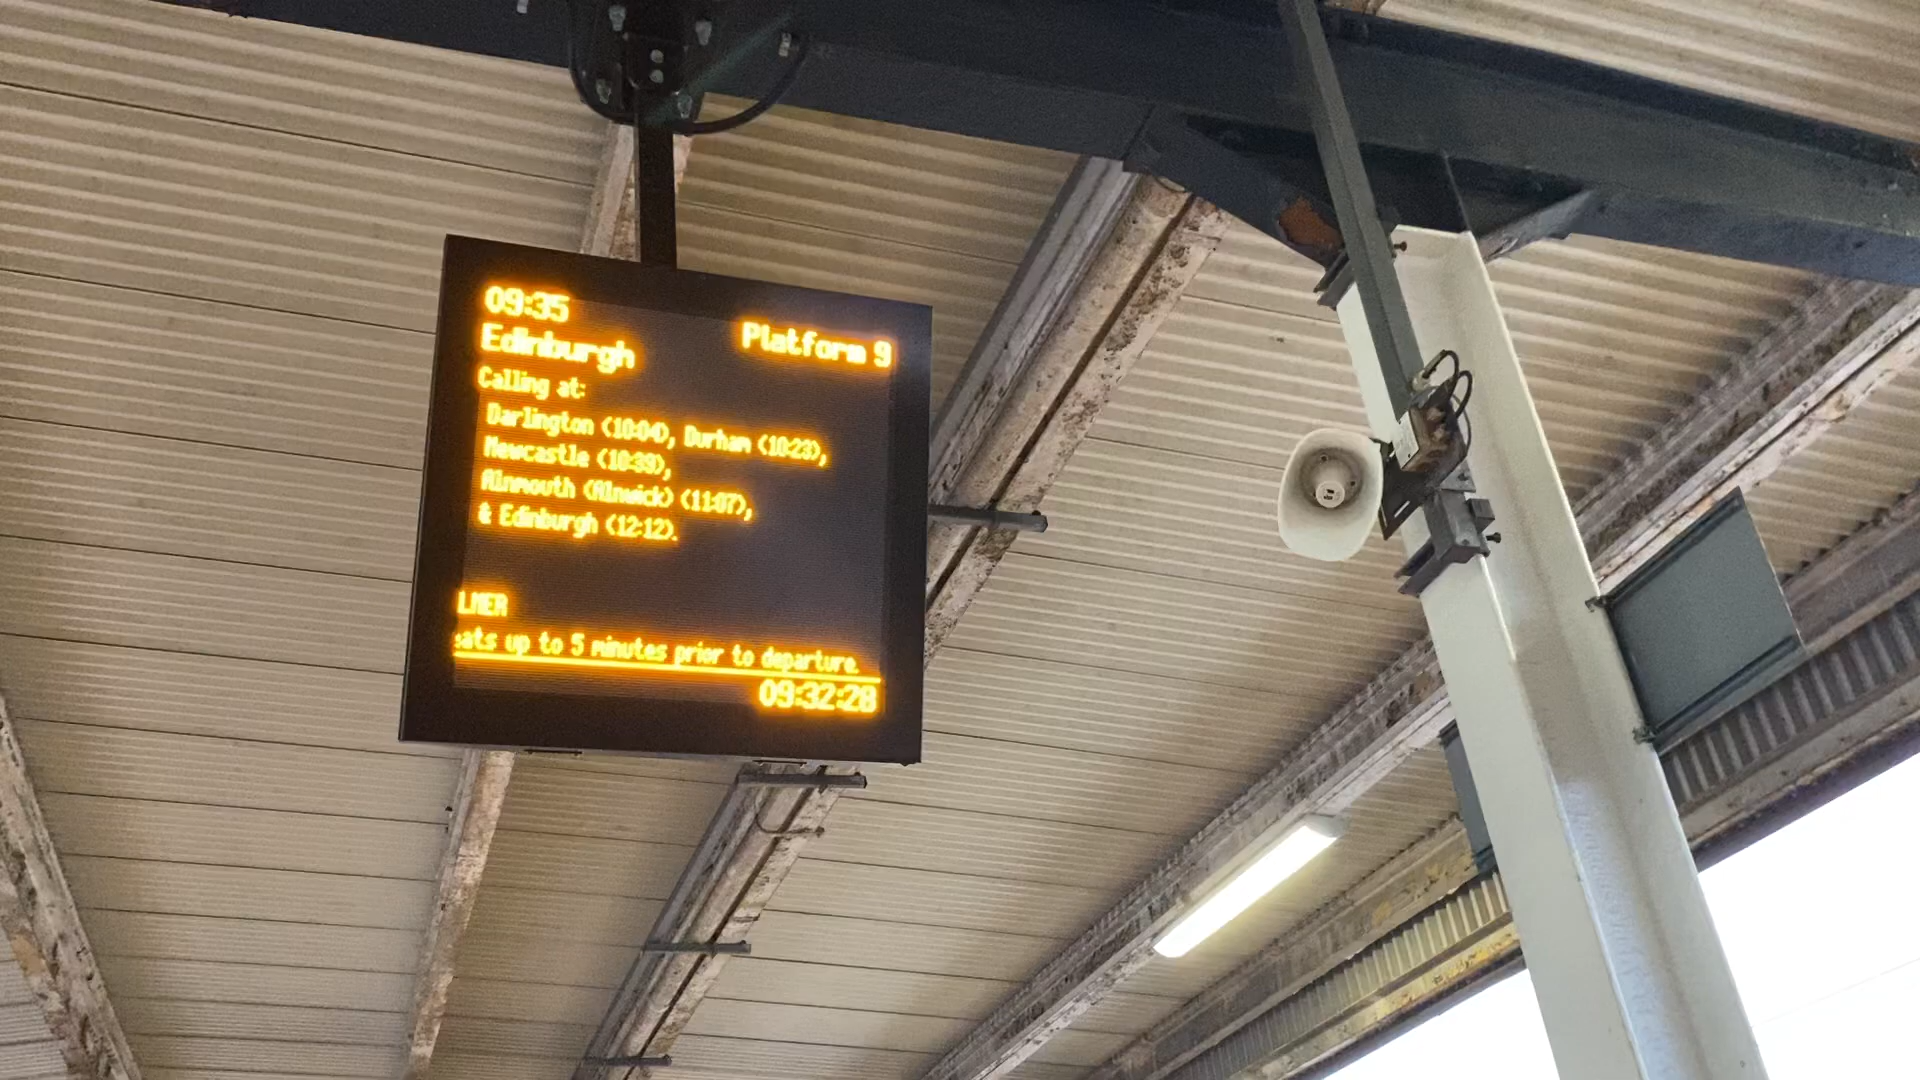 09:35
Edinburgh
Platform 9
Calling at:
Darlington (10:04), Durham (10:23),
Newcastle (10:39),
Alnmouth (Alnwick) (11:07),
& Edinburgh (12:12).
LNER
eats up to 5 minutes prior to departure.
09:32:28